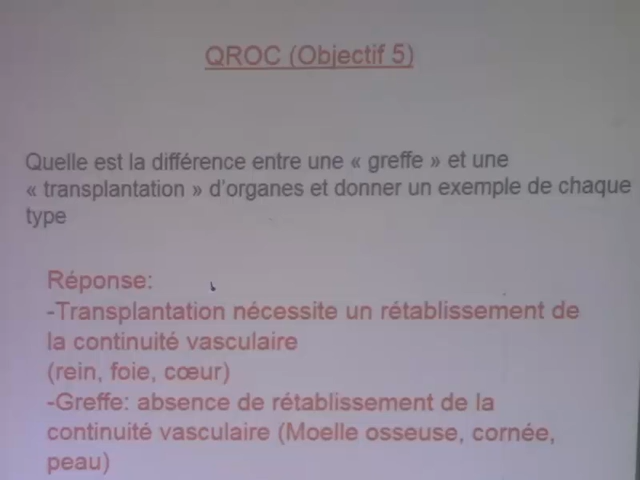 QROC (Objectif 5)
Quelle est la différence entre une « greffe » et une
« transplantation » d'organes et donner un exemple de chaque
type
Réponse:
-Transplantation nécessite un rétablissement de
la continuité vasculaire
(rein, foie, cœur)
-Greffe: absence de rétablissement de la
continuité vasculaire (Moelle osseuse, cornée,
peau)